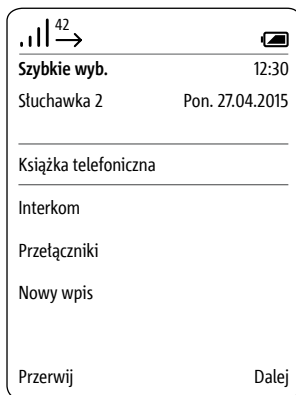 42
Szybkie wyb. 12:30
Słuchawka 2 Pon. 27.04.2015
Książka telefoniczna
Interkom
Przełączniki
Nowy wpis
Przerwij Dalej